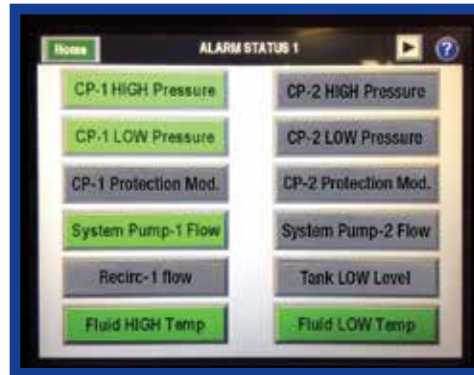 Home ALARM STATUS 1 ?
CP-1 HIGH Pressure CP-2 HIGH Pressure
CP-1 LOW Pressure CP-2 LOW Pressure
CP-1 Protection Mod. CP-2 Protection Mod.
System Pump-1 Flow System Pump-2 Flow
Recirc-1 flow Tank LOW Level
Fluid HIGH Temp Fluid LOW Temp